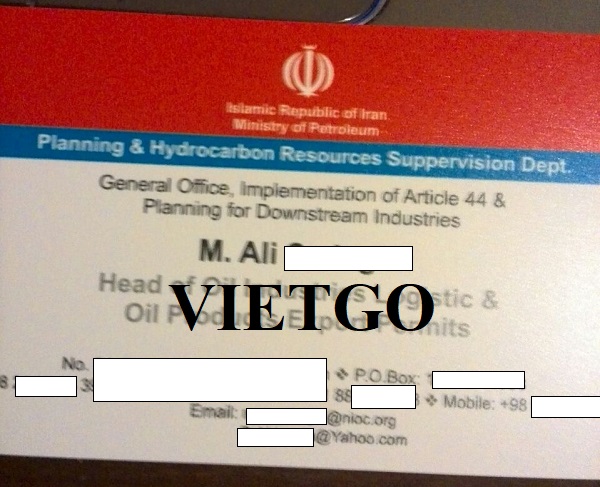 Islamic Republic of Iran
Ministry of Petroleum
Planning & Hydrocarbon Resources Suppervision Dept.
General Office, Implementation of Article 44 &
Planning for Downstream Industries
M. Ali
Head of Oil Industries Logistic &
VIETGO
Oil Products Export Permits
No. ❖ P.O.Box:
88 ❖ Mobile: +98
Email: @nioc.org
@Yahoo.com